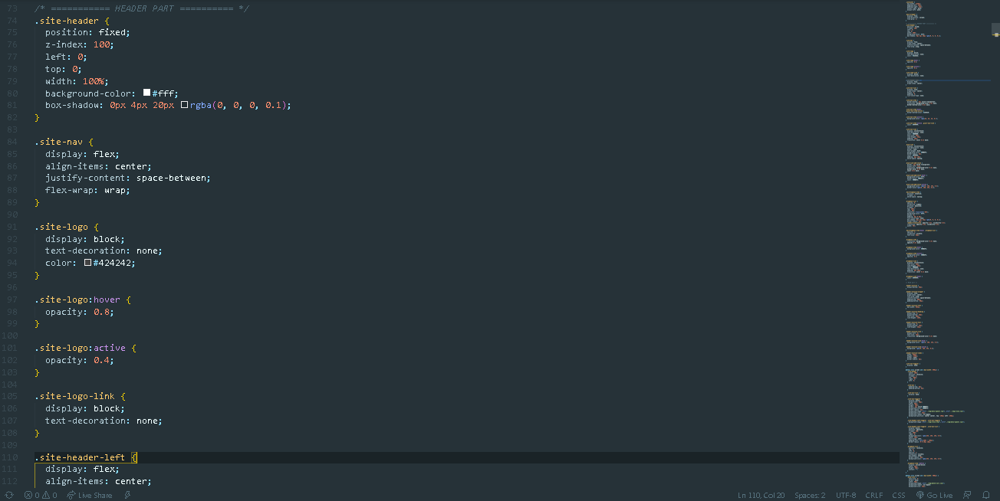 73 /* =========== HEADER PART ========== */
74 .site-header {
75 position: fixed;
76 z-index: 100;
77 left: 0;
78 top: 0;
79 width: 100%;
80 background-color: #fff;
81 box-shadow: 0px 4px 20px rgba(0, 0, 0, 0.1);
82 }
83
84 .site-nav {
85 display: flex;
86 align-items: center;
87 justify-content: space-between;
88 flex-wrap: wrap;
89 }
90
91 .site-logo {
92 display: block;
93 text-decoration: none;
94 color: #424242;
95 }
96
97 .site-logo:hover {
98 opacity: 0.8;
99 }
100
101 .site-logo:active {
102 opacity: 0.4;
103 }
104
105 .site-logo-link {
106 display: block;
107 text-decoration: none;
108 }
109
110 .site-header-left {
111 display: flex;
112 align-items: center;
0 0 Live Share Ln 110, Col 20 Spaces: 2 UTF-8 CRLF CSS Go Live